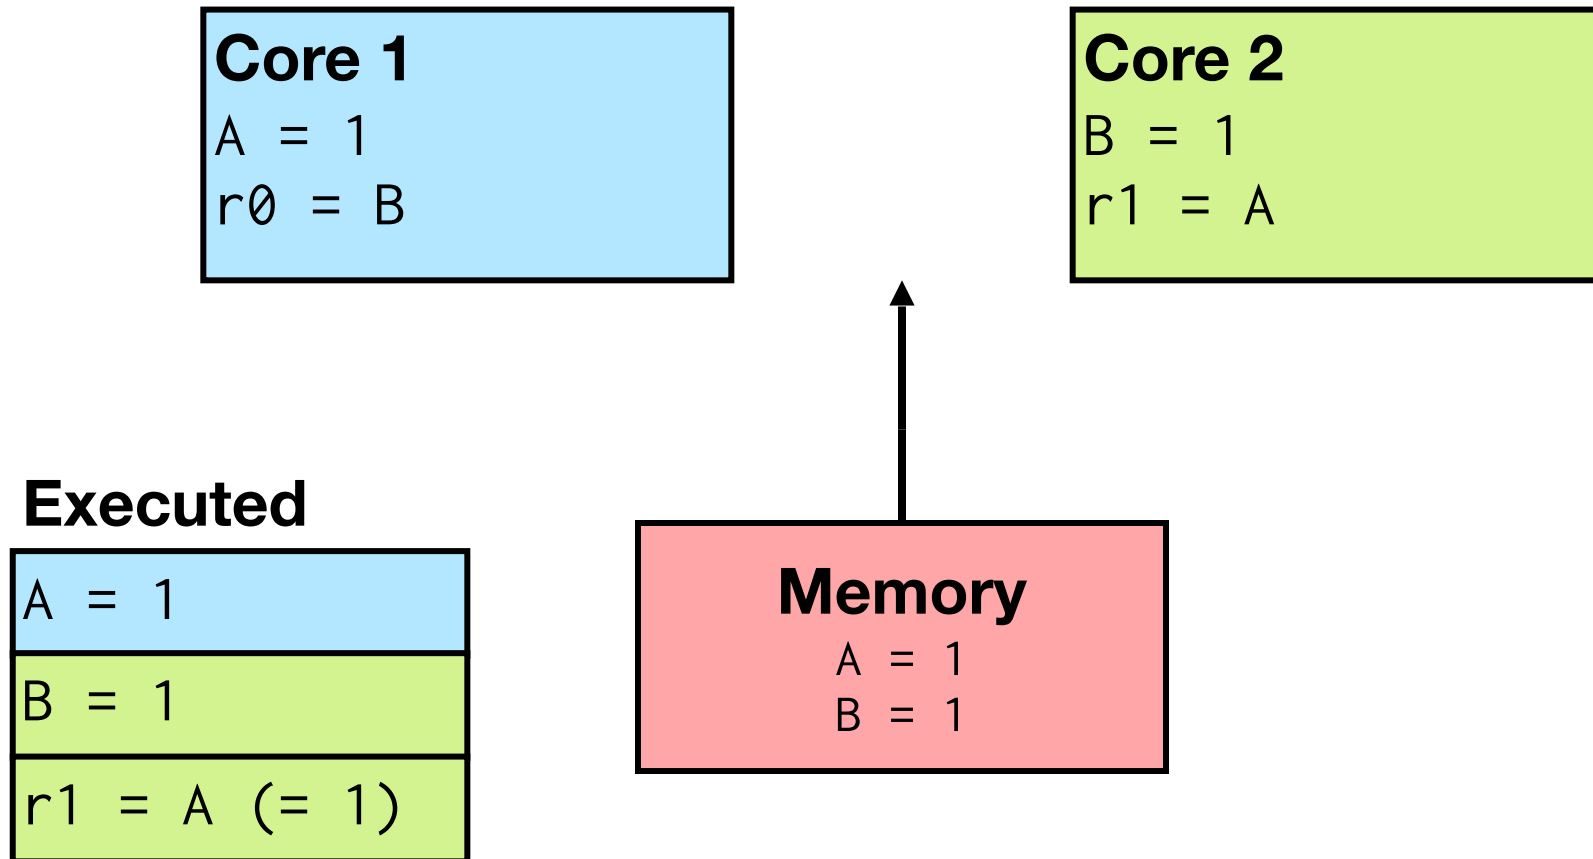 Core 1
A = 1
r0 = B
Core 2
B = 1
r1 = A
Executed
A = 1
B = 1
r1 = A (= 1)
Memory
A = 1
B = 1